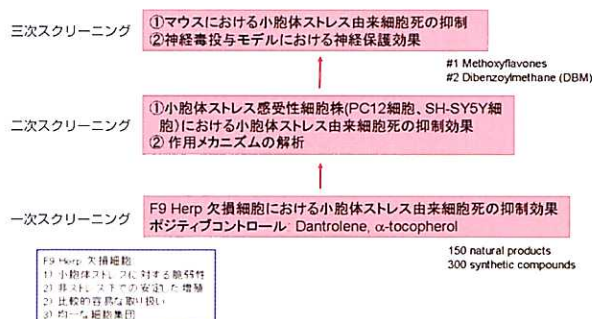 三次スクリーニング
①マウスにおける小胞体ストレス由来細胞死の抑制
②神経毒投与モデルにおける神経保護効果
#1 Methoxyflavones
#2 Dibenzoylmethane (DBM)
二次スクリーニング
①小胞体ストレス感受性細胞株(PC12細胞、SH-SY5Y細
胞)における小胞体ストレス由来細胞死の抑制効果
② 作用メカニズムの解析
一次スクリーニング
F9 Herp 欠損細胞における小胞体ストレス由来細胞死の抑制効果
ポジティブコントロール: Dantrolene, α-tocopherol
150 natural products
300 synthetic compounds
F9 Herp 欠損細胞
1) 小胞体ストレスに対する脆弱性
2) 非ストレス下での安定した増殖
2) 比較的容易な取り扱い
3) 均一な細胞集団